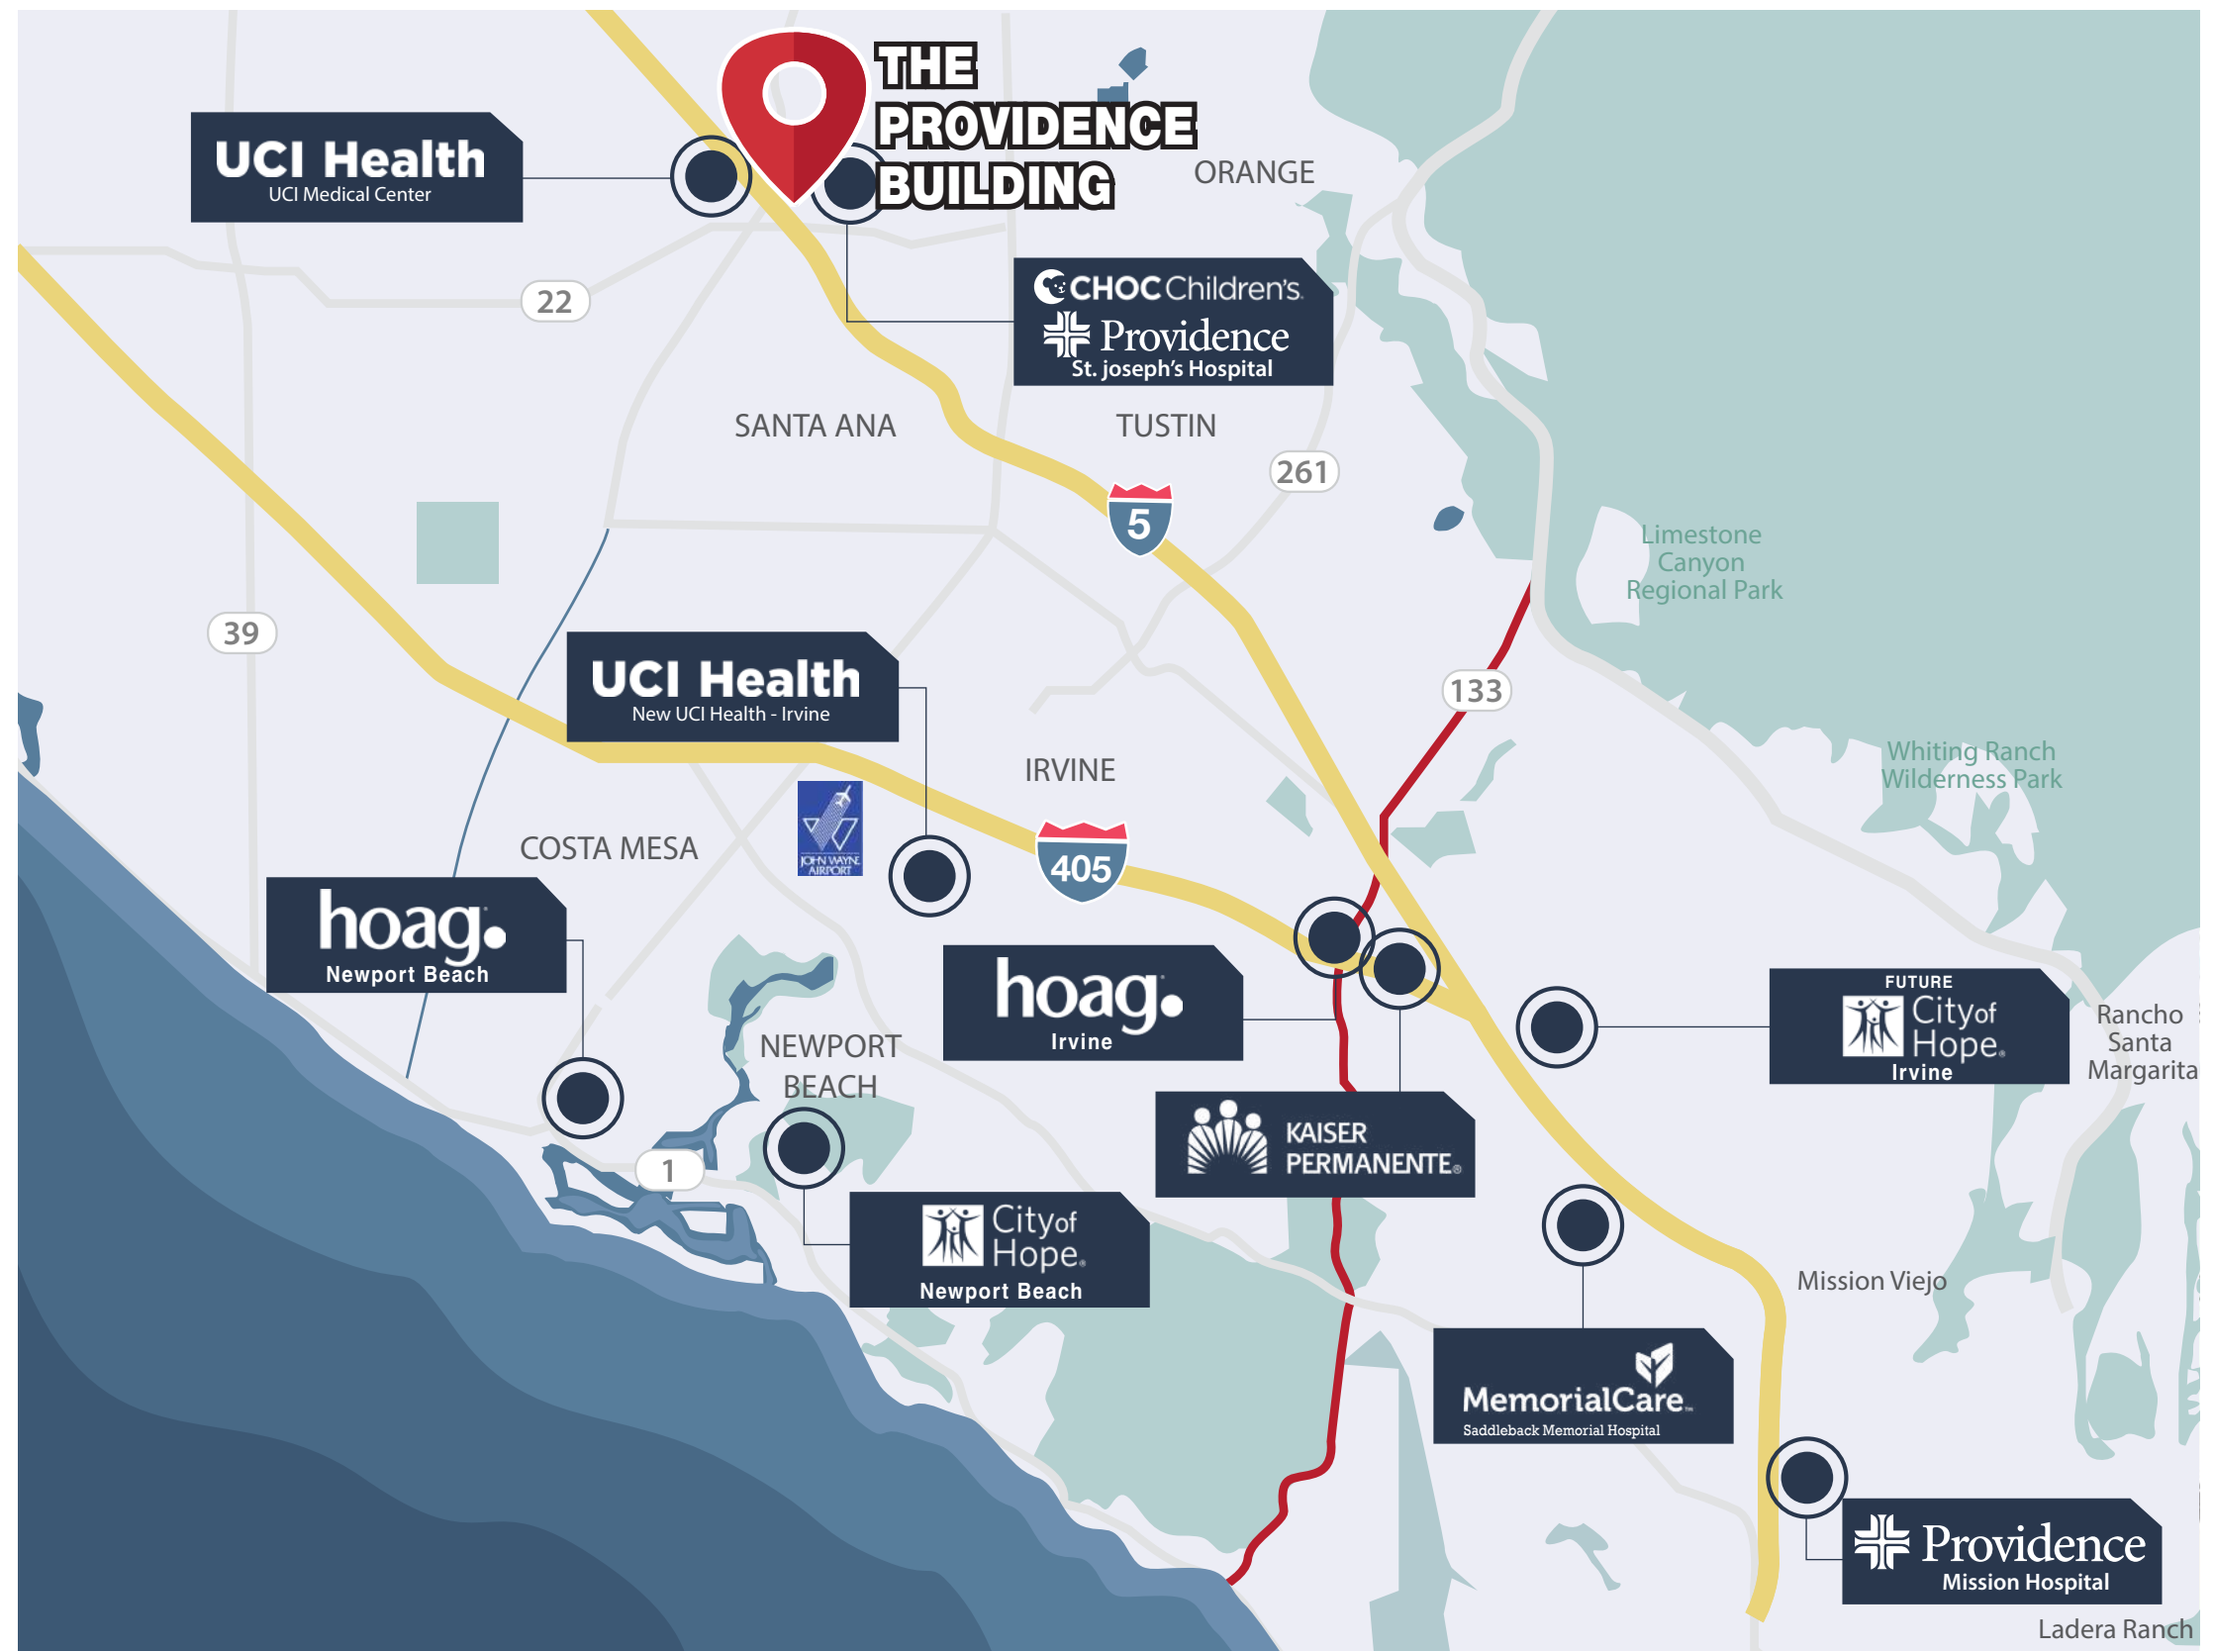 THE
PROVIDENCE
BUILDING
UCI Health
UCI Medical Center
ORANGE
CHOC Children's.
Providence
St. joseph's Hospital
22
SANTA ANA
TUSTIN
261
5
Limestone
Canyon
Regional Park
39
UCI Health
New UCI Health - Irvine
133
Whiting Ranch
Wilderness Park
IRVINE
JOHN WAYNE
AIRPORT
COSTA MESA
405
hoag.
Newport Beach
hoag.
Irvine
FUTURE
City of
Hope®
Irvine
Rancho
Santa
Margarita
NEWPORT
BEACH
KAISER
PERMANENTE®
1
City of
Hope®
Newport Beach
Mission Viejo
MemorialCare™
Saddleback Memorial Hospital
Providence
Mission Hospital
Ladera Ranch